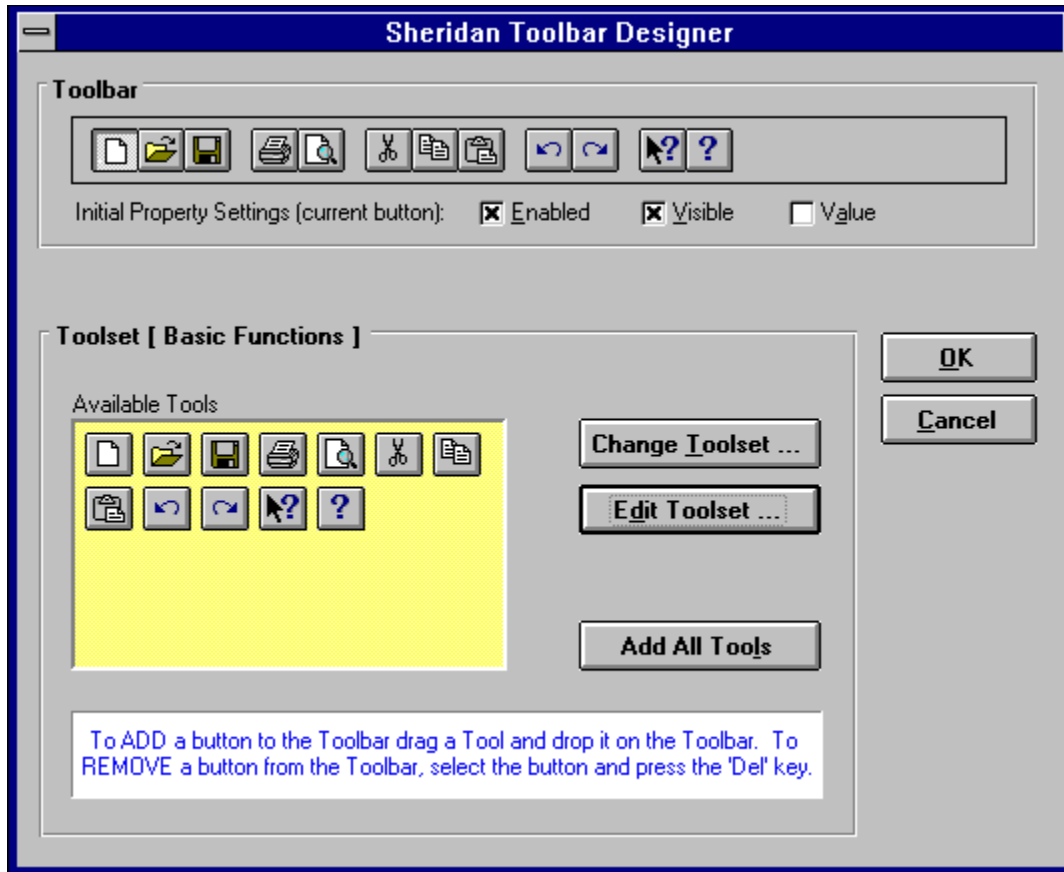 Sheridan Toolbar Designer
Toolbar
Initial Property Settings (current button): Enabled Visible Value
Toolset [ Basic Functions ]
OK
Available Tools
Cancel
Change Toolset ...
Edit Toolset ...
Add All Tools
To ADD a button to the Toolbar drag a Tool and drop it on the Toolbar. To
REMOVE a button from the Toolbar, select the button and press the 'Del' key.